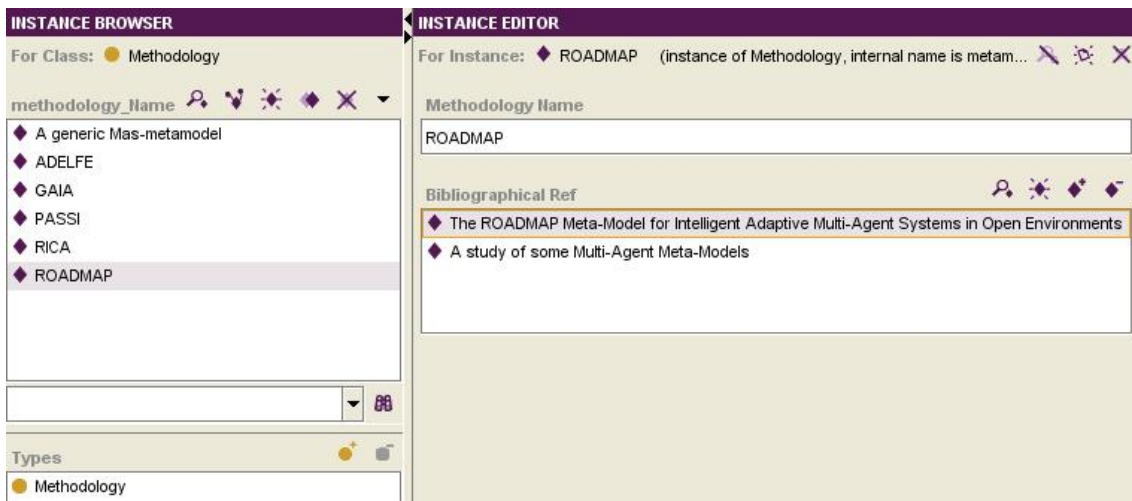 INSTANCE BROWSER
For Class: Methodology
methodology_Name
A generic Mas-metamodel
ADELFE
GAIA
PASSI
RICA
ROADMAP
Types
Methodology
INSTANCE EDITOR
For Instance: ROADMAP (instance of Methodology, internal name is metam...
Methodology Name
ROADMAP
Bibliographical Ref
The ROADMAP Meta-Model for Intelligent Adaptive Multi-Agent Systems in Open Environments
A study of some Multi-Agent Meta-Models